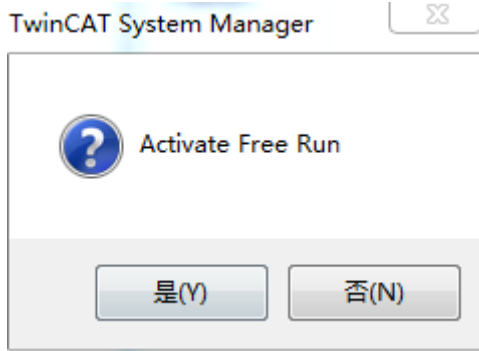 TwinCAT System Manager
Activate Free Run
是(Y) 否(N)